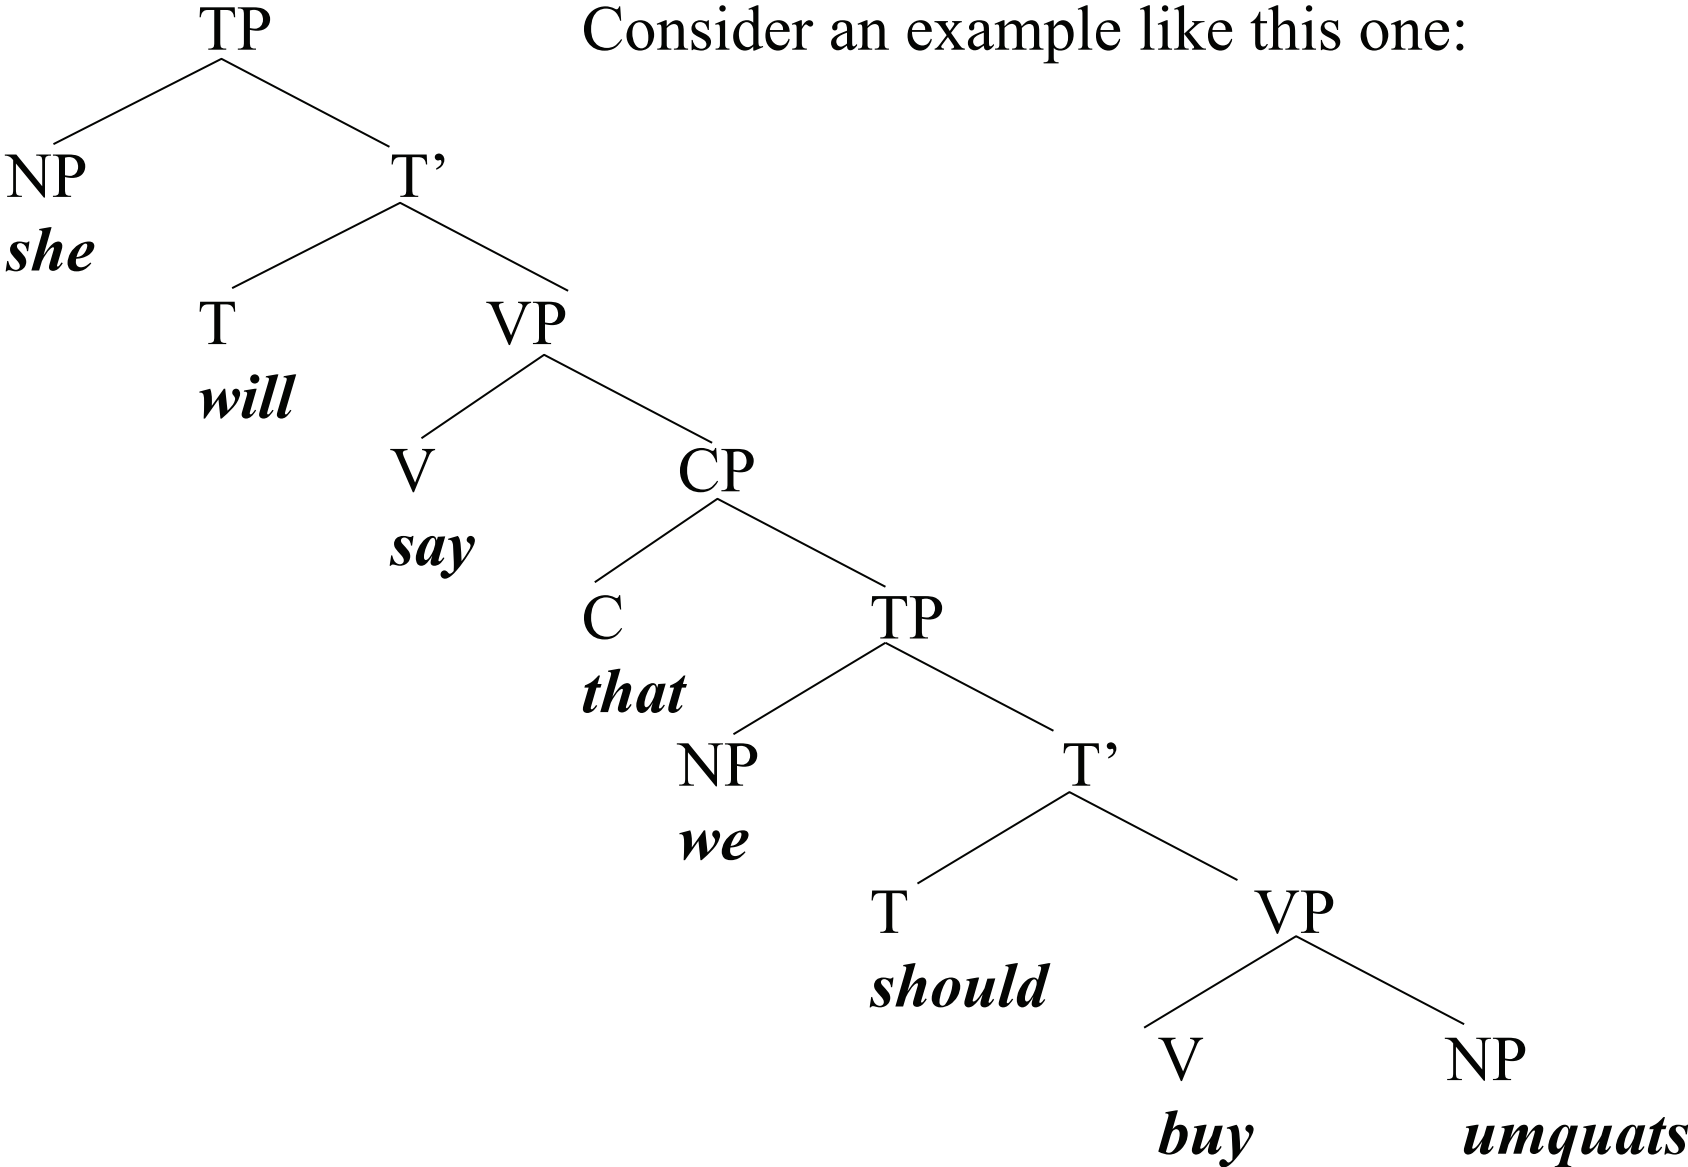 TP Consider an example like this one:
NP T’
she
T VP
will
V CP
say
C TP
that
NP T’
we
T VP
should
V NP
buy umquats